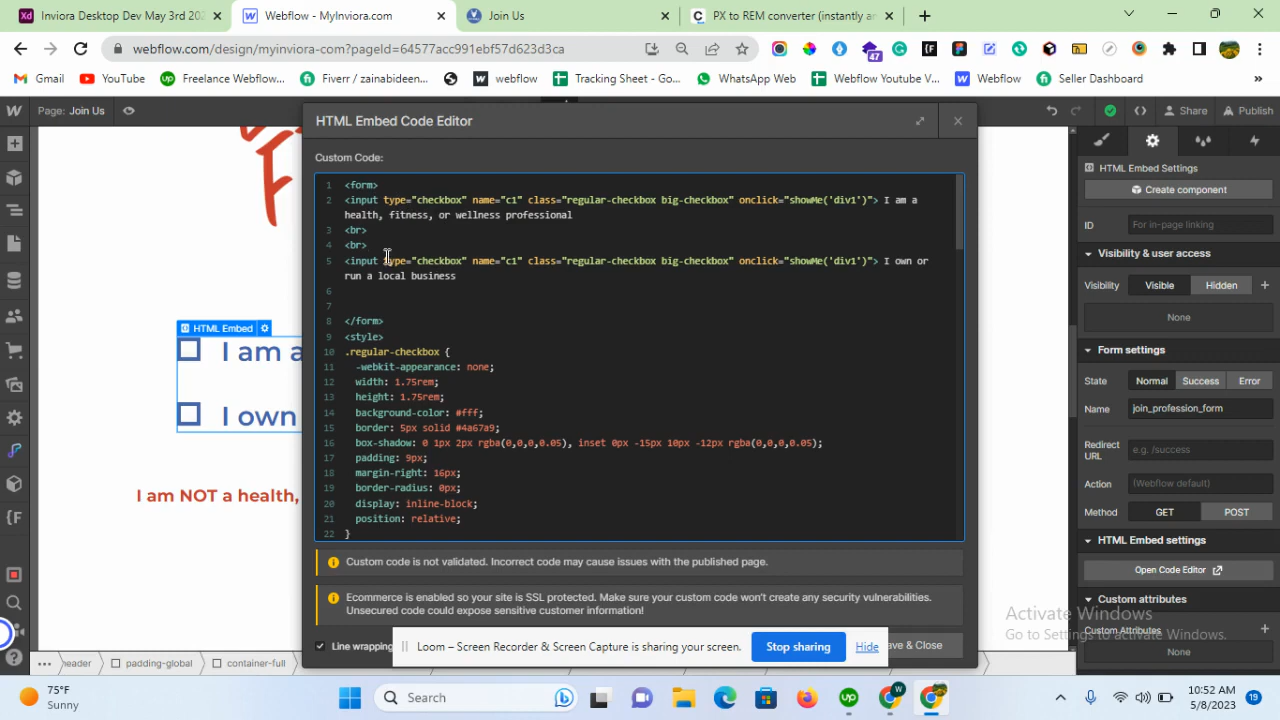 Inviora Desktop Dev May 3rd 202
Webflow - MyInviora.com
Join Us
PX to REM converter (instantly an
webflow.com/design/myinviora-com?pageId=64577acc991ebf57d623d3ca
47
Gmail
YouTube
Freelance Webflow...
Fiverr / zainabideen...
webflow
Tracking Sheet - Go...
WhatsApp Web
Webflow Youtube V...
Webflow
Seller Dashboard
Page: Join Us
Share
Publish
HTML Embed Code Editor
Custom Code:
1 <form>
2 <input type="checkbox" name="c1" class="regular-checkbox big-checkbox" onclick="showMe('div1')"> I am a
health, fitness, or wellness professional
3 <br>
4 <br>
5 <input type="checkbox" name="c1" class="regular-checkbox big-checkbox" onclick="showMe('div1')"> I own or
run a local business
6
7
8 </form>
9 <style>
10 .regular-checkbox {
11 -webkit-appearance: none;
12 width: 1.75rem;
13 height: 1.75rem;
14 background-color: #fff;
15 border: 5px solid #4a67a9;
16 box-shadow: 0 1px 2px rgba(0,0,0,0.05), inset 0px -15px 10px -12px rgba(0,0,0,0.05);
17 padding: 9px;
18 margin-right: 16px;
19 border-radius: 0px;
20 display: inline-block;
21 position: relative;
22 }
Custom code is not validated. Incorrect code may cause issues with the published page.
Ecommerce is enabled so your site is SSL protected. Make sure your custom code won't create any security vulnerabilities.
Unsecured code could expose sensitive customer information!
Line wrapping
Loom – Screen Recorder & Screen Capture is sharing your screen.
Stop sharing
Hide
& Close
HTML Embed
I am a
I own
I am NOT a health,
HTML Embed Settings
Create component
ID
For in-page linking
Visibility & user access
Visibility
Visible
Hidden
None
Form settings
State
Normal
Success
Error
Name
join_profession_form
Redirect
URL
e.g. /success
Action
(Webflow default)
Method
GET
POST
HTML Embed settings
Open Code Editor
Custom attributes
Custom Attributes
None
Activate Windows
Go to Settings to activate Windows.
header
padding-global
container-full
75°F
Sunny
Search
10:52 AM
5/8/2023
19